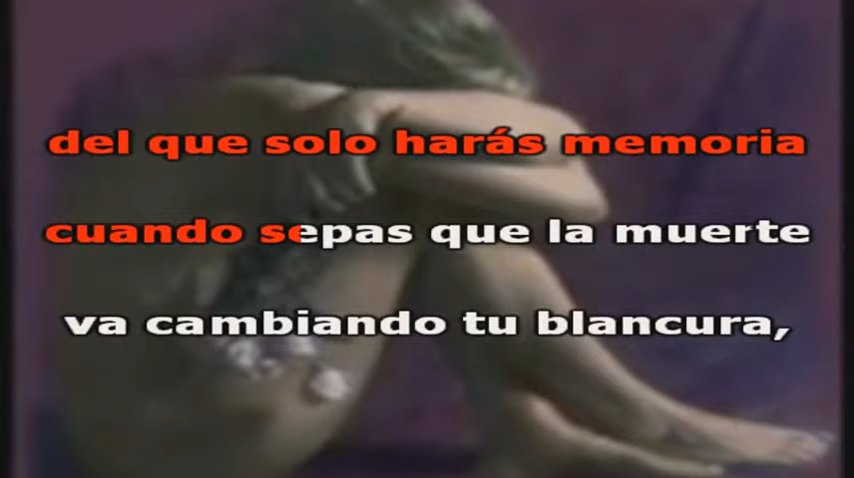 del que solo harás memoria
cuando sepas que la muerte
va cambiando tu blancura,